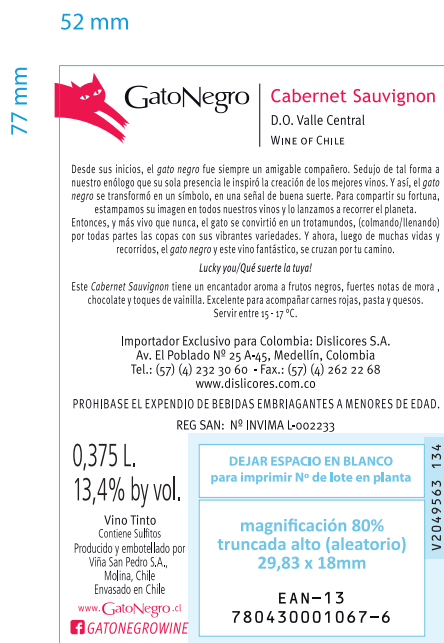 52 mm
77 mm
GatoNegro
Cabernet Sauvignon
D.O. Valle Central
WINE OF CHILE
Desde sus inicios, el gato negro fue siempre un amigable compañero. Sedujo de tal forma a
nuestro enólogo que su sola presencia le inspiró la creación de los mejores vinos. Y así, el gato
negro se transformó en un símbolo, en una señal de buena suerte. Para compartir su fortuna,
estampamos su imagen en todos nuestros vinos y lo lanzamos a recorrer el planeta.
Entonces, y más vivo que nunca, el gato se convirtió en un trotamundos, (colmando/llenando)
por todas partes las copas con sus vibrantes variedades. Y ahora, luego de muchas vidas y
recorridos, el gato negro y este vino fantástico, se cruzan por tu camino.
Lucky you/Qué suerte la tuya!
Este Cabernet Sauvignon tiene un encantador aroma a frutos negros, fuertes notas de mora ,
chocolate y toques de vainilla. Excelente para acompañar carnes rojas, pasta y quesos.
Servir entre 15 - 17 °C.
Importador Exclusivo para Colombia: Dislicores S.A.
Av. El Poblado Nº 25 A-45, Medellín, Colombia
Tel.: (57) (4) 232 30 60 - Fax.: (57) (4) 262 22 68
www.dislicores.com.co
PROHIBASE EL EXPENDIO DE BEBIDAS EMBRIAGANTES A MENORES DE EDAD.
REG SAN: Nº INVIMA L-002233
0,375 L.
13,4% by vol.
Vino Tinto
Contiene Sulfitos
Producido y embotellado por
Viña San Pedro S.A.,
Molina, Chile
Envasado en Chile
www.GatoNegro.cl
f GATONEGROWINE
DEJAR ESPACIO EN BLANCO
para imprimir Nº de lote en planta
magnificación 80%
truncada alto (aleatorio)
29,83 x 18mm
EAN-13
780430001067-6
V2049563 134